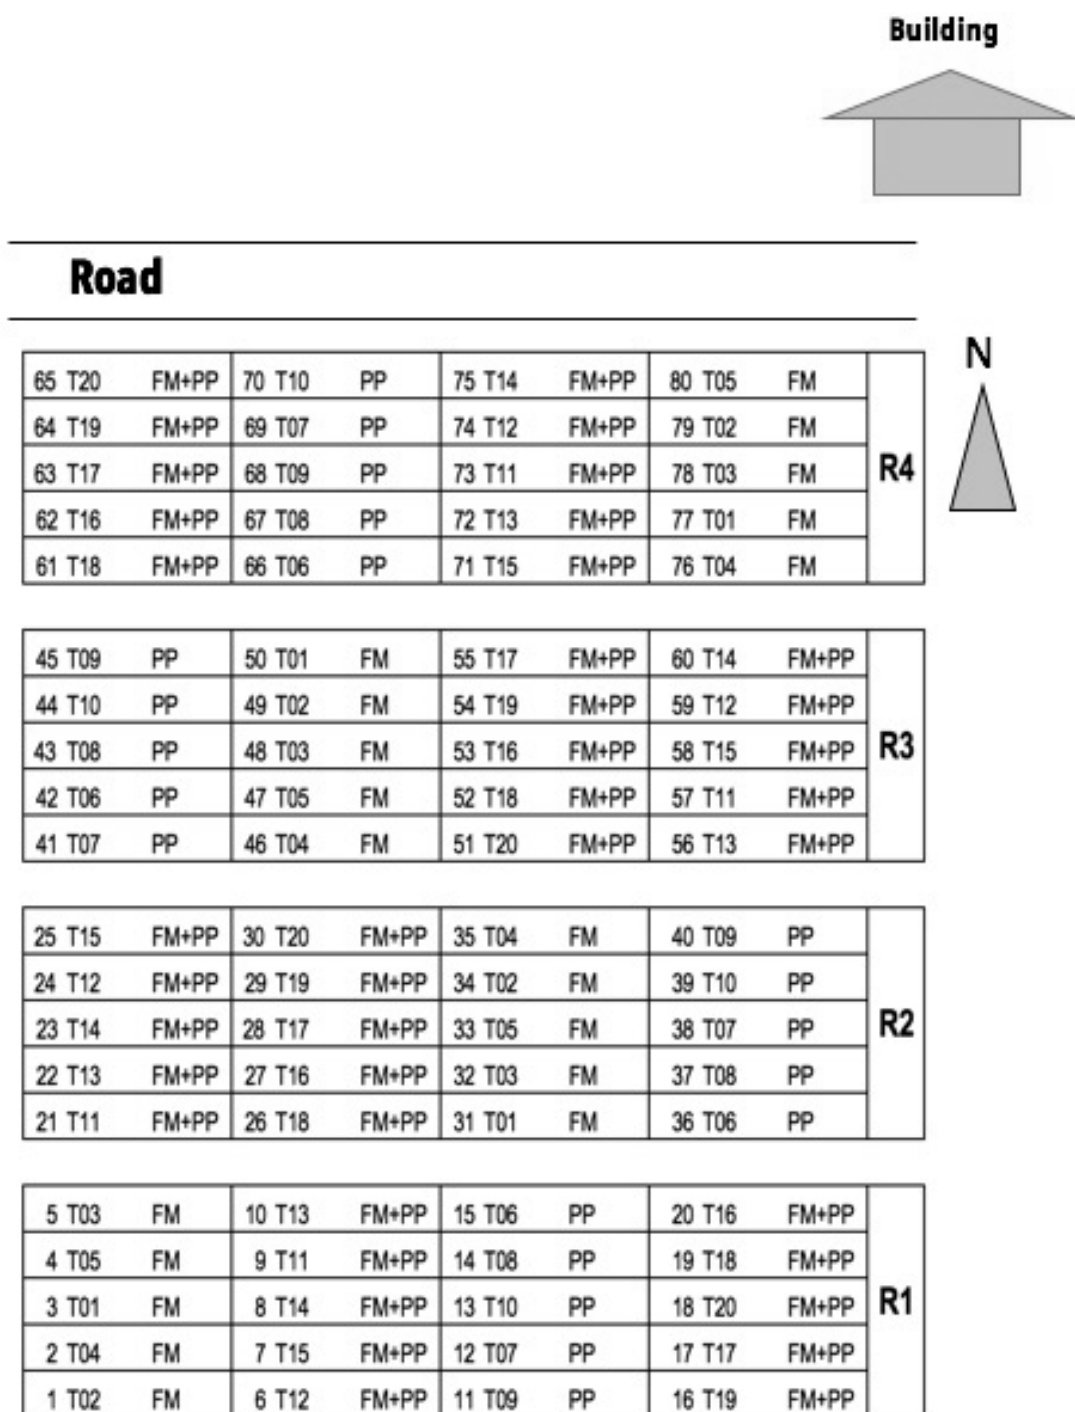 Building
Road
N
65 T20 FM+PP 70 T10 PP 75 T14 FM+PP 80 T05 FM
64 T19 FM+PP 69 T07 PP 74 T12 FM+PP 79 T02 FM
63 T17 FM+PP 68 T09 PP 73 T11 FM+PP 78 T03 FM R4
62 T16 FM+PP 67 T08 PP 72 T13 FM+PP 77 T01 FM
61 T18 FM+PP 66 T06 PP 71 T15 FM+PP 76 T04 FM
45 T09 PP 50 T01 FM 55 T17 FM+PP 60 T14 FM+PP
44 T10 PP 49 T02 FM 54 T19 FM+PP 59 T12 FM+PP
43 T08 PP 48 T03 FM 53 T16 FM+PP 58 T15 FM+PP R3
42 T06 PP 47 T05 FM 52 T18 FM+PP 57 T11 FM+PP
41 T07 PP 46 T04 FM 51 T20 FM+PP 56 T13 FM+PP
25 T15 FM+PP 30 T20 FM+PP 35 T04 FM 40 T09 PP
24 T12 FM+PP 29 T19 FM+PP 34 T02 FM 39 T10 PP
23 T14 FM+PP 28 T17 FM+PP 33 T05 FM 38 T07 PP R2
22 T13 FM+PP 27 T16 FM+PP 32 T03 FM 37 T08 PP
21 T11 FM+PP 26 T18 FM+PP 31 T01 FM 36 T06 PP
5 T03 FM 10 T13 FM+PP 15 T06 PP 20 T16 FM+PP
4 T05 FM 9 T11 FM+PP 14 T08 PP 19 T18 FM+PP
3 T01 FM 8 T14 FM+PP 13 T10 PP 18 T20 FM+PP R1
2 T04 FM 7 T15 FM+PP 12 T07 PP 17 T17 FM+PP
1 T02 FM 6 T12 FM+PP 11 T09 PP 16 T19 FM+PP